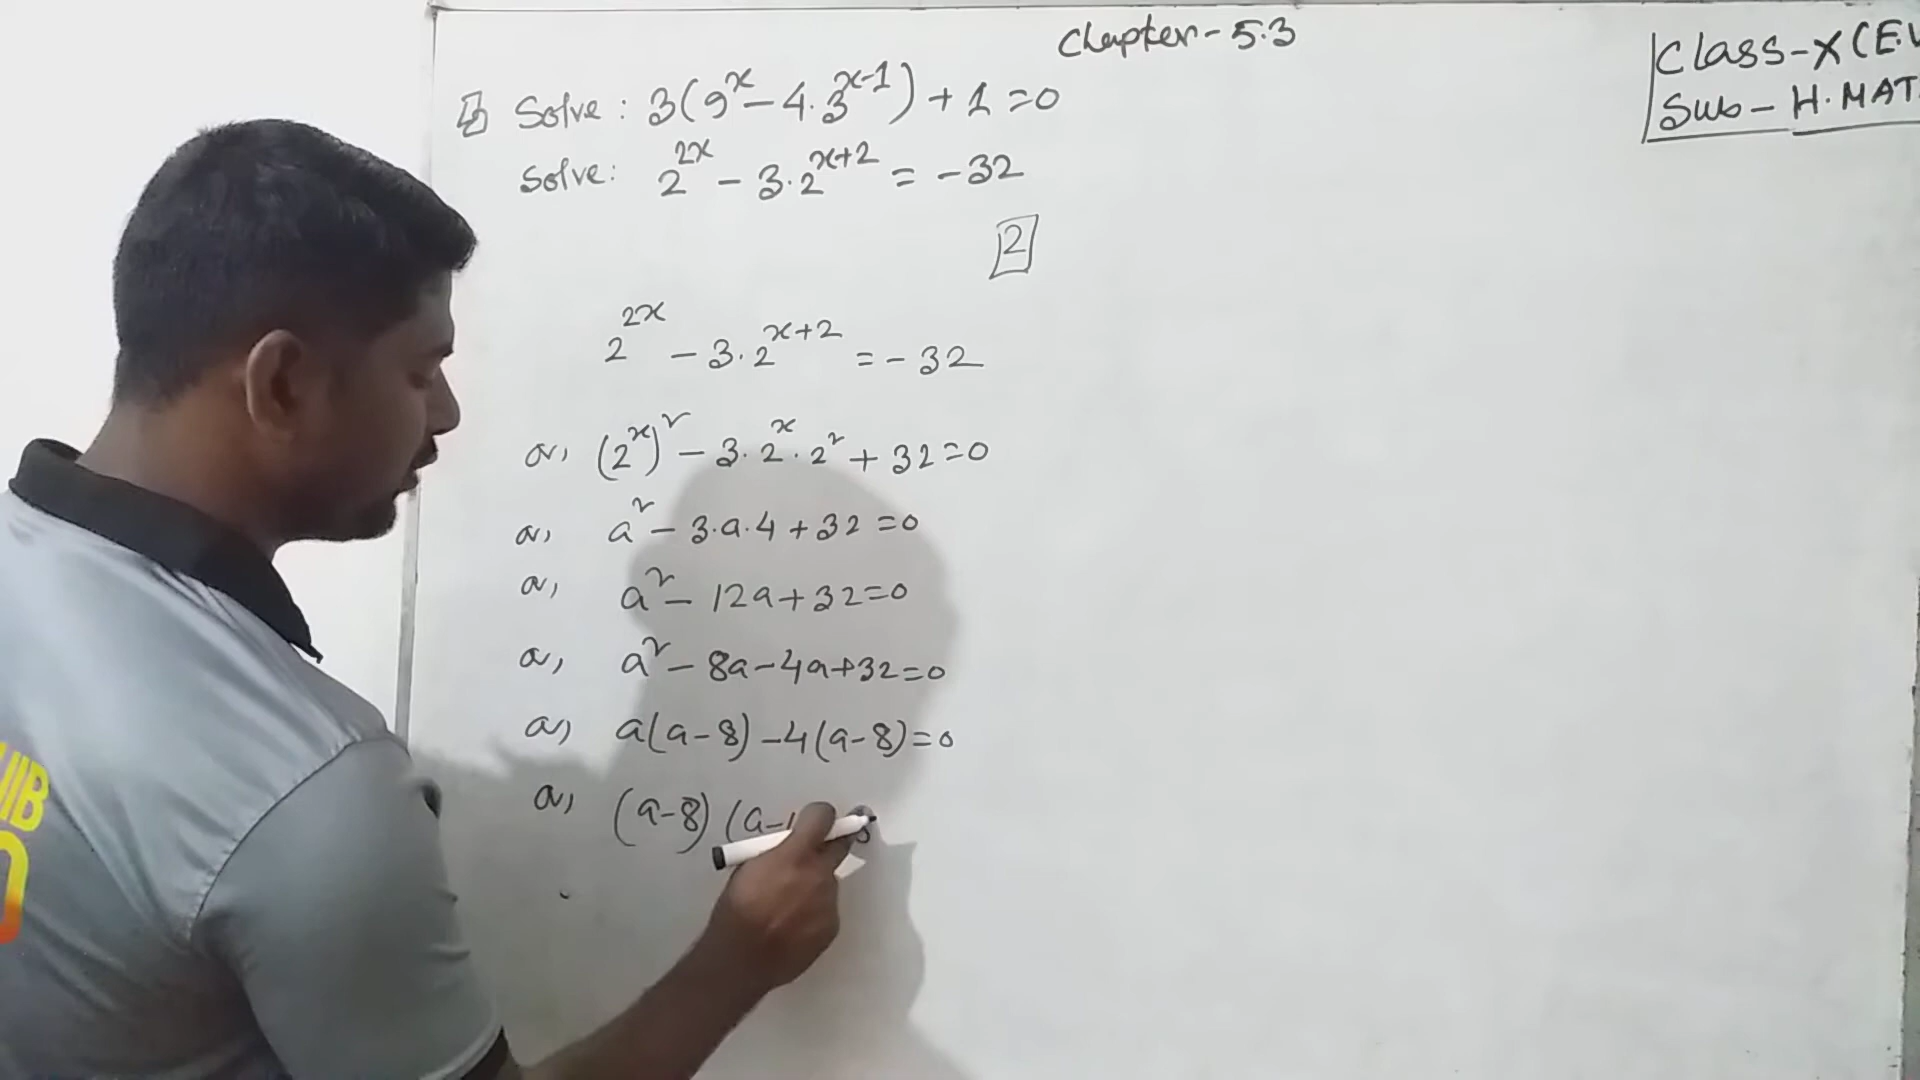 Chapter-5.3
Class-X (E.V
Sub-H.MAT
Solve: 3(9^x - 4.3^(x-1)) + 1 = 0
Solve: 2^(2x) - 3.2^(x+2) = -32
2
2^(2x) - 3.2^(x+2) = -32
or, (2^x)^2 - 3.2^x.2^2 + 32 = 0
or, a^2 - 3.a.4 + 32 = 0
or, a^2 - 12a + 32 = 0
or, a^2 - 8a - 4a + 32 = 0
or, a(a-8) - 4(a-8) = 0
or, (a-8) (a-